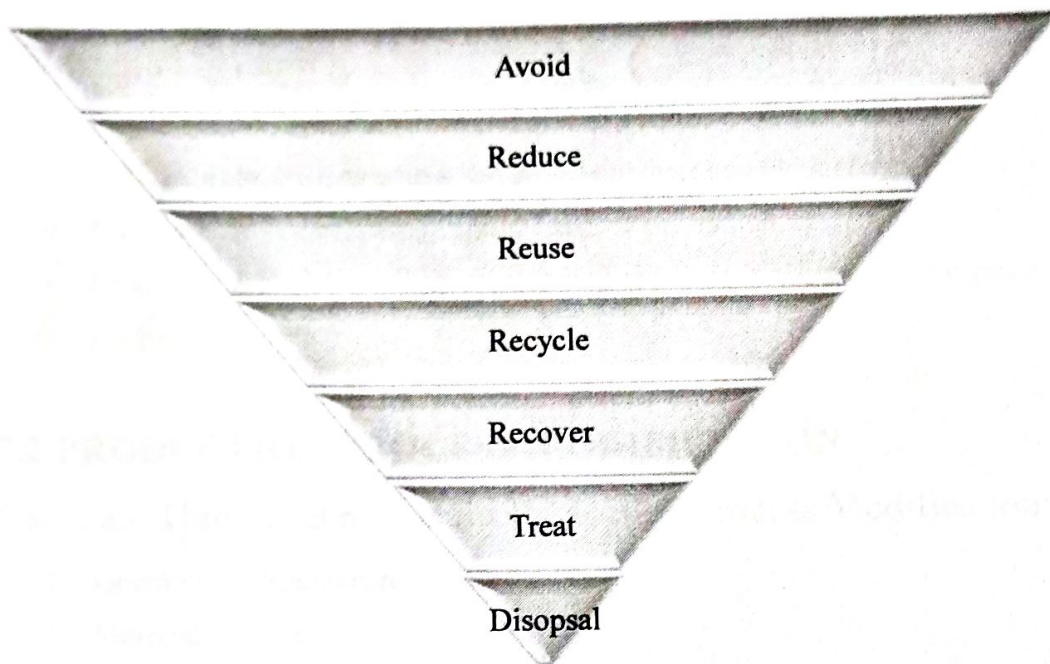 Avoid
Reduce
Reuse
Recycle
Recover
Treat
Disopsal